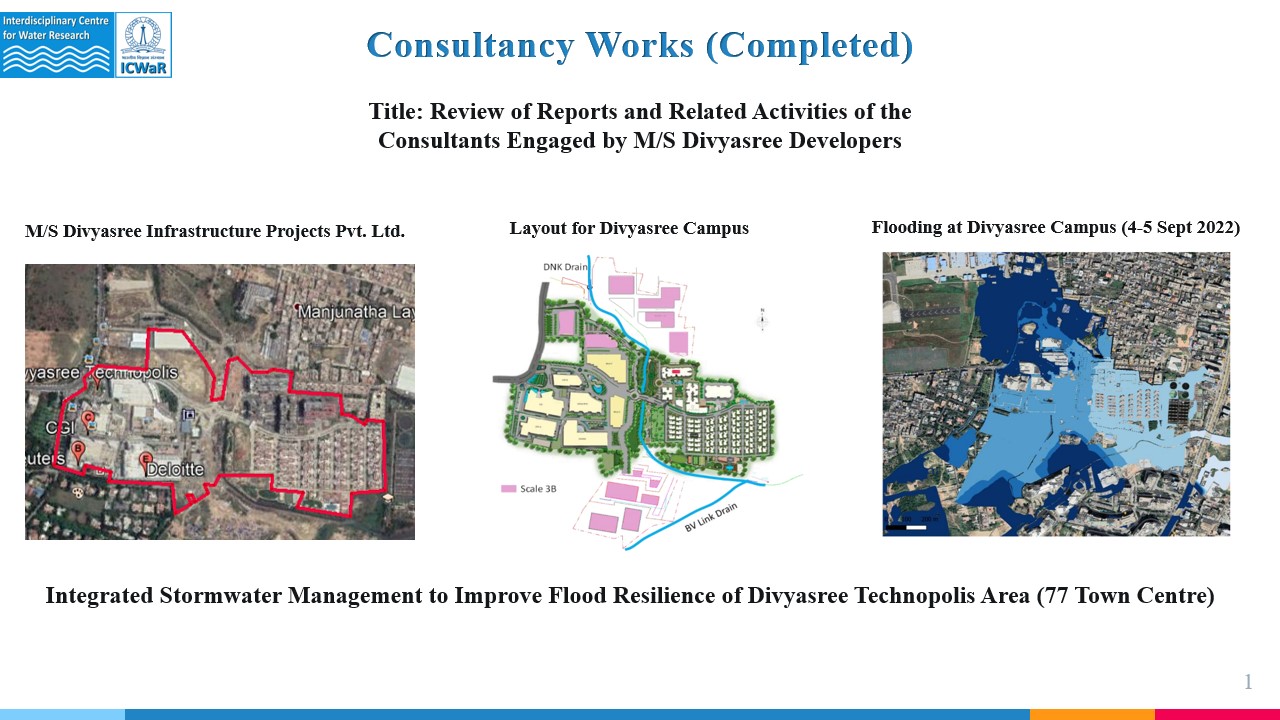 Interdisciplinary Centre
for Water Research
ICWaR
Consultancy Works (Completed)
Title: Review of Reports and Related Activities of the
Consultants Engaged by M/S Divyasree Developers
M/S Divyasree Infrastructure Projects Pvt. Ltd.
Layout for Divyasree Campus
Flooding at Divyasree Campus (4-5 Sept 2022)
Manjunatha Lay
vyasree Technopolis
CGI
C
B
euters
E
Deloitte
DNK Drain
N
Scale 3B
BV Link Drain
Integrated Stormwater Management to Improve Flood Resilience of Divyasree Technopolis Area (77 Town Centre)
1